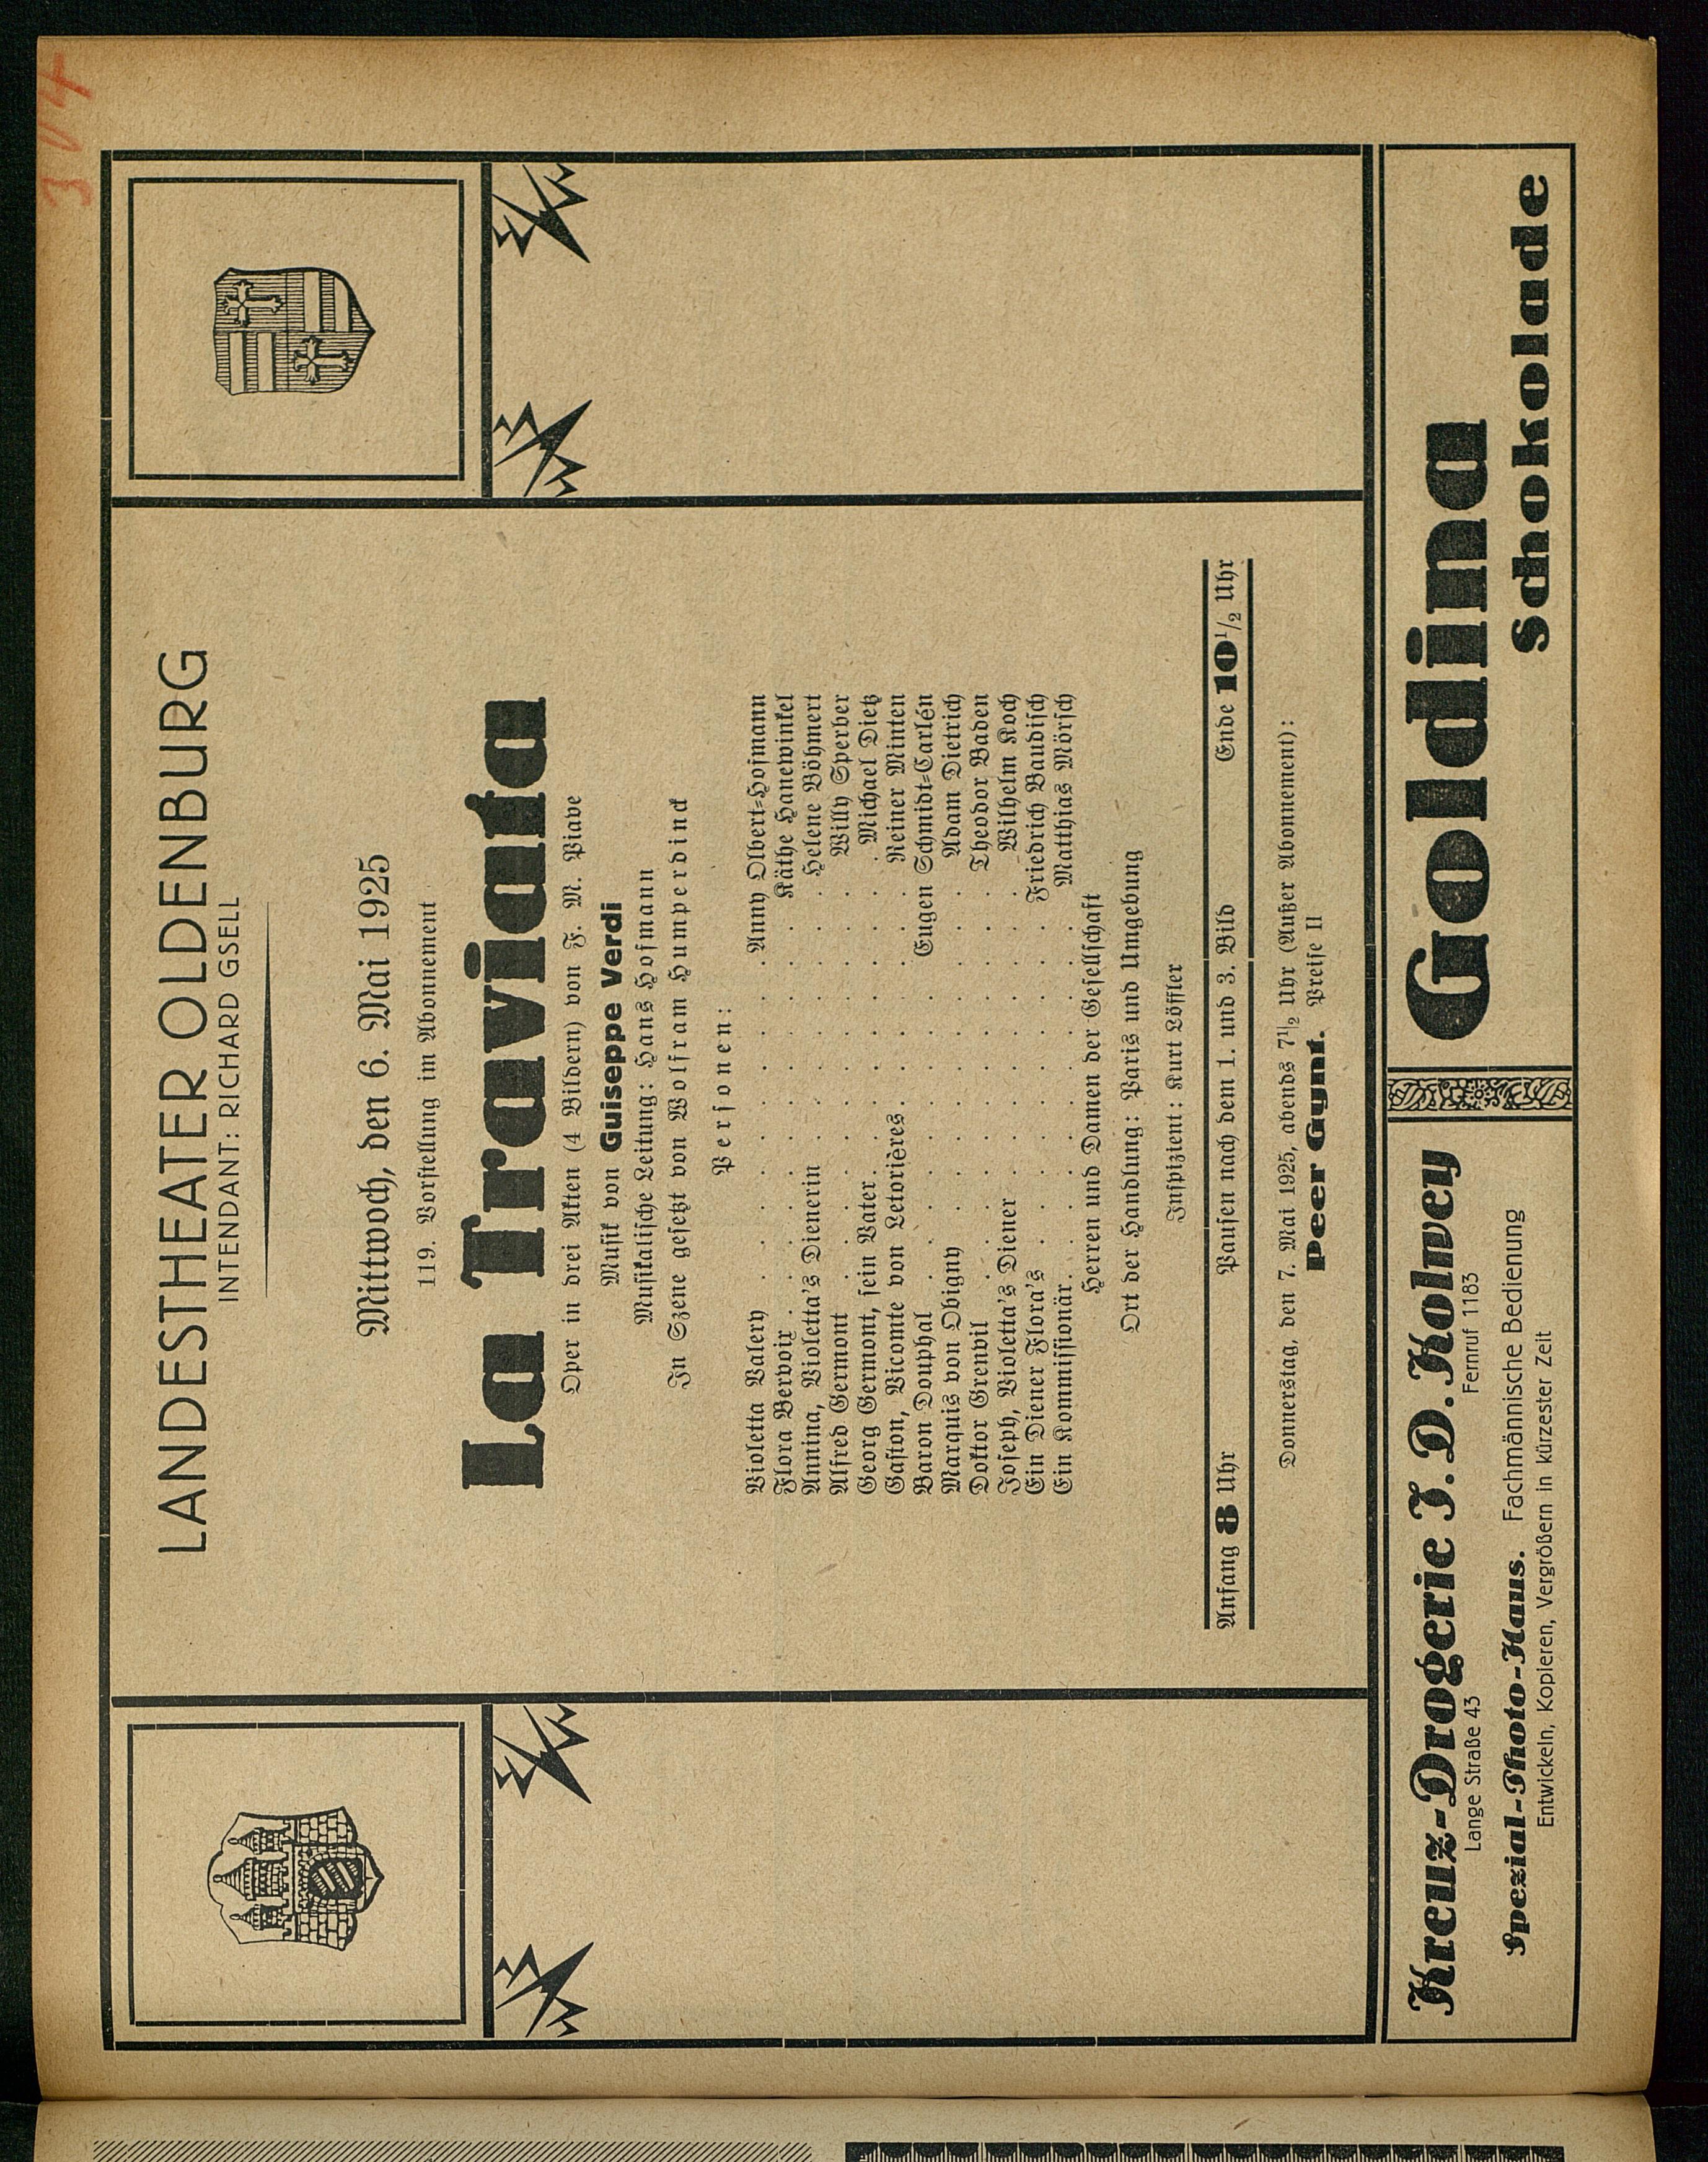 304
LANDESTHEATER OLDENBURG
INTENDANT: RICHARD GSELL
Mittwoch, den 6. Mai 1925
119. Vorstellung im Abonnement
La Traviata
Oper in drei Akten (4 Bildern) von F. M. Piave
Musik von Guiseppe Verdi
Musikalische Leitung: Hans Hofmann
In Szene gesetzt von Wolfram Humperdinck
Personen:
Violetta Valery . . . . . . Anny Olbert-Hofmann
Flora Bervoix . . . . . . . Käthe Hanewinkel
Annina, Violetta's Dienerin . . . . . Helene Böhmert
Alfred Germont . . . . . . . Willy Sperber
Georg Germont, sein Vater . . . . . . Michael Dietz
Gaston, Vicomte von Letorières . . . . Reiner Minten
Baron Douphal . . . . . . Eugen Schmidt-Carlén
Marquis von Obigny . . . . . . Adam Dietrich
Doktor Grenvil . . . . . . . Theodor Baden
Joseph, Violetta's Diener . . . . . . Wilhelm Koch
Ein Diener Flora's . . . . . . Friedrich Baudisch
Ein Kommissionär . . . . . . Matthias Mörsch
Herren und Damen der Gesellschaft
Ort der Handlung: Paris und Umgebung
Inspizient: Kurt Löffler
Anfang 8 Uhr Pausen nach dem 1. und 3. Bild Ende 10 1/2 Uhr
Donnerstag, den 7. Mai 1925, abends 7 1/2 Uhr (Außer Abonnement):
Peer Gynt. Preise II
Kreuz-Drogerie J. D. Kolwey
Lange Straße 43 Fernruf 1183
Spezial-Photo-Haus. Fachmännische Bedienung
Entwickeln, Kopieren, Vergrößern in kürzester Zeit
Goldina
Schokolade